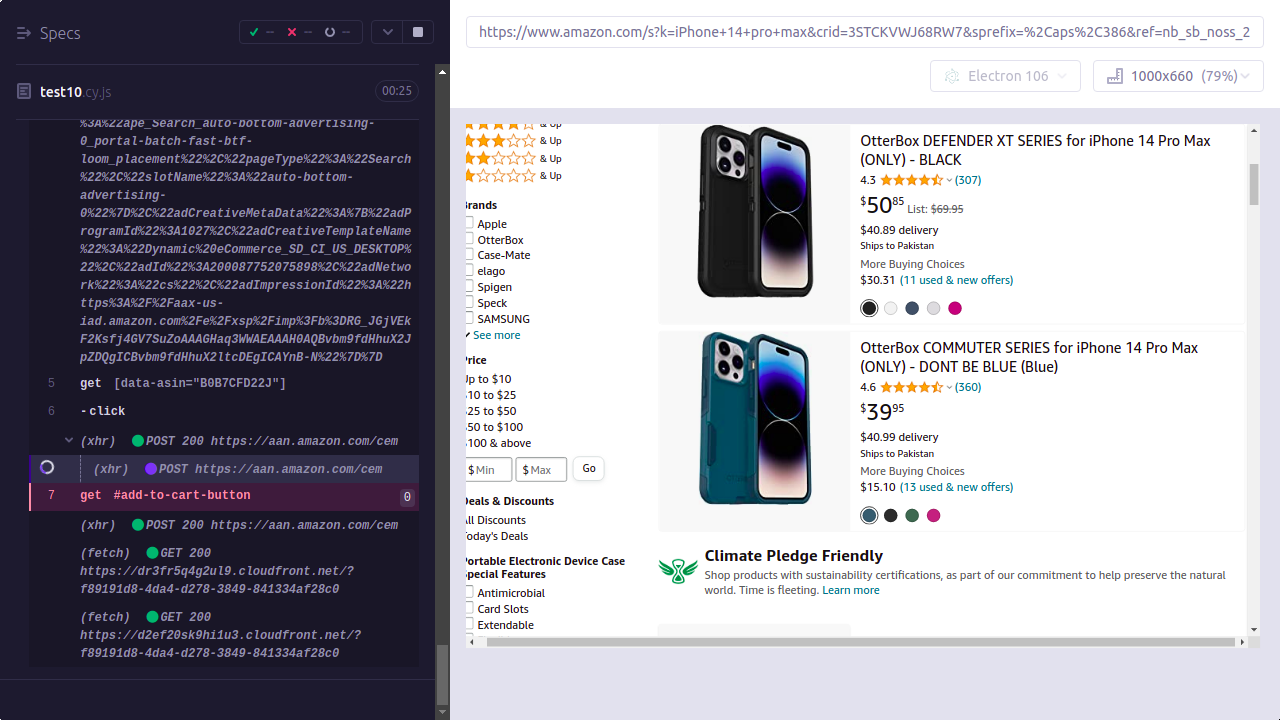 Specs
✓ -- ✕ -- --
test10.cy.js
00:25
%3A%22ape_Search_auto-bottom-advertising-
0_portal-batch-fast-btf-
loom_placement%22%2C%22pageType%22%3A%22Search
%22%2C%22slotName%22%3A%22auto-bottom-
advertising-
0%22%7D%2C%22adCreativeMetaData%22%3A%7B%22adP
rogramId%22%3A1027%2C%22adCreativeTemplateName
%22%3A%22Dynamic%20eCommerce_SD_CI_US_DESKTOP%
22%2C%22adId%22%3A200087752075898%2C%22adNetwo
rk%22%3A%22cs%22%2C%22adImpressionId%22%3A%22h
ttps%3A%2F%2Faax-us-
iad.amazon.com%2Fe%2Fxsp%2Fimp%3Fb%3DRG_JGjVEk
F2Ksfj4GV7SuZoAAAGHaq3WWAEAAAH0AQBvbm9fdHhuX2J
pZDQgICBvbm9fdHhuX2ltcDEgICAYnB-N%22%7D%7D
5 get [data-asin="B0B7CFD22J"]
6 -click
(xhr) POST 200 https://aan.amazon.com/cem
(xhr) POST https://aan.amazon.com/cem
7 get #add-to-cart-button 0
(xhr) POST 200 https://aan.amazon.com/cem
(fetch) GET 200
https://dr3fr5q4g2ul9.cloudfront.net/?
f89191d8-4da4-d278-3849-841334af28c0
(fetch) GET 200
https://d2ef20sk9hi1u3.cloudfront.net/?
f89191d8-4da4-d278-3849-841334af28c0
https://www.amazon.com/s?k=iPhone+14+pro+max&crid=3STCKVWJ68RW7&sprefix=%2Caps%2C386&ref=nb_sb_noss_2
Electron 106
1000x660 (79%)
& Up
& Up
& Up
& Up
Brands
Apple
OtterBox
Case-Mate
elago
Spigen
Speck
SAMSUNG
See more
Price
Up to $10
$10 to $25
$25 to $50
$50 to $100
$100 & above
$ Min $ Max Go
Deals & Discounts
All Discounts
Today's Deals
Portable Electronic Device Case
Special Features
Antimicrobial
Card Slots
Extendable
OtterBox DEFENDER XT SERIES for iPhone 14 Pro Max
(ONLY) - BLACK
4.3 (307)
$50 85 List: $69.95
$40.89 delivery
Ships to Pakistan
More Buying Choices
$30.31 (11 used & new offers)
OtterBox COMMUTER SERIES for iPhone 14 Pro Max
(ONLY) - DONT BE BLUE (Blue)
4.6 (360)
$39 95
$40.99 delivery
Ships to Pakistan
More Buying Choices
$15.10 (13 used & new offers)
Climate Pledge Friendly
Shop products with sustainability certifications, as part of our commitment to help preserve the natural
world. Time is fleeting. Learn more